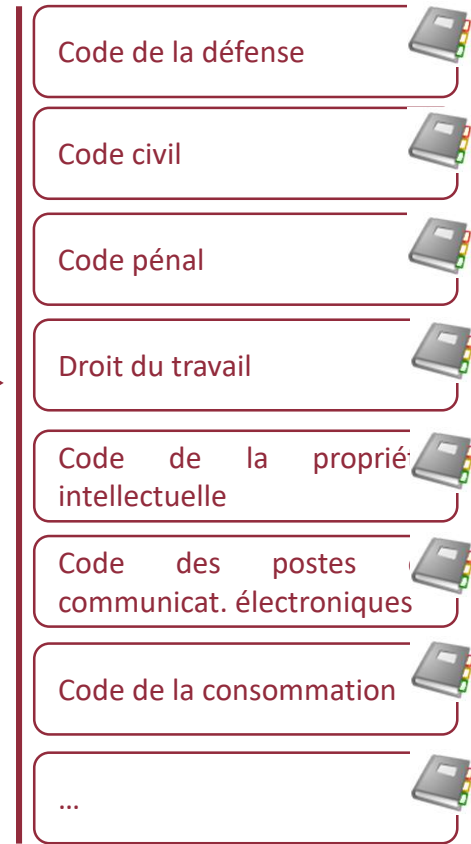 Code de la défense
Code civil
Code pénal
Droit du travail
Code de la
intellectuelle
Code des postes
communicat. électroniques
Code de la consommation
...